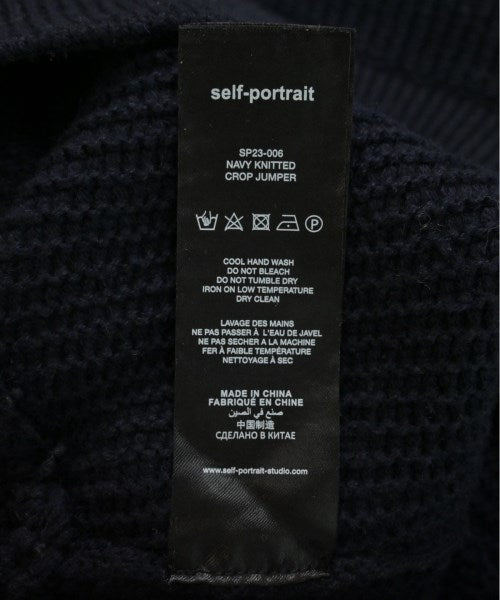 self-portrait
SP23-006
NAVY KNITTED
CROP JUMPER
P
COOL HAND WASH
DO NOT BLEACH
DO NOT TUMBLE DRY
IRON ON LOW TEMPERATURE
DRY CLEAN
LAVAGE DES MAINS
NE PAS PASSER À L'EAU DE JAVEL
NE PAS SECHER A LA MACHINE
FER À FAIBLE TEMPÉRATURE
NETTOYAGE À SEC
MADE IN CHINA
FABRIQUÉ EN CHINE
صنع في الصين
中国制造
СДЕЛАНО В КИТАЕ
www.self-portrait-studio.com